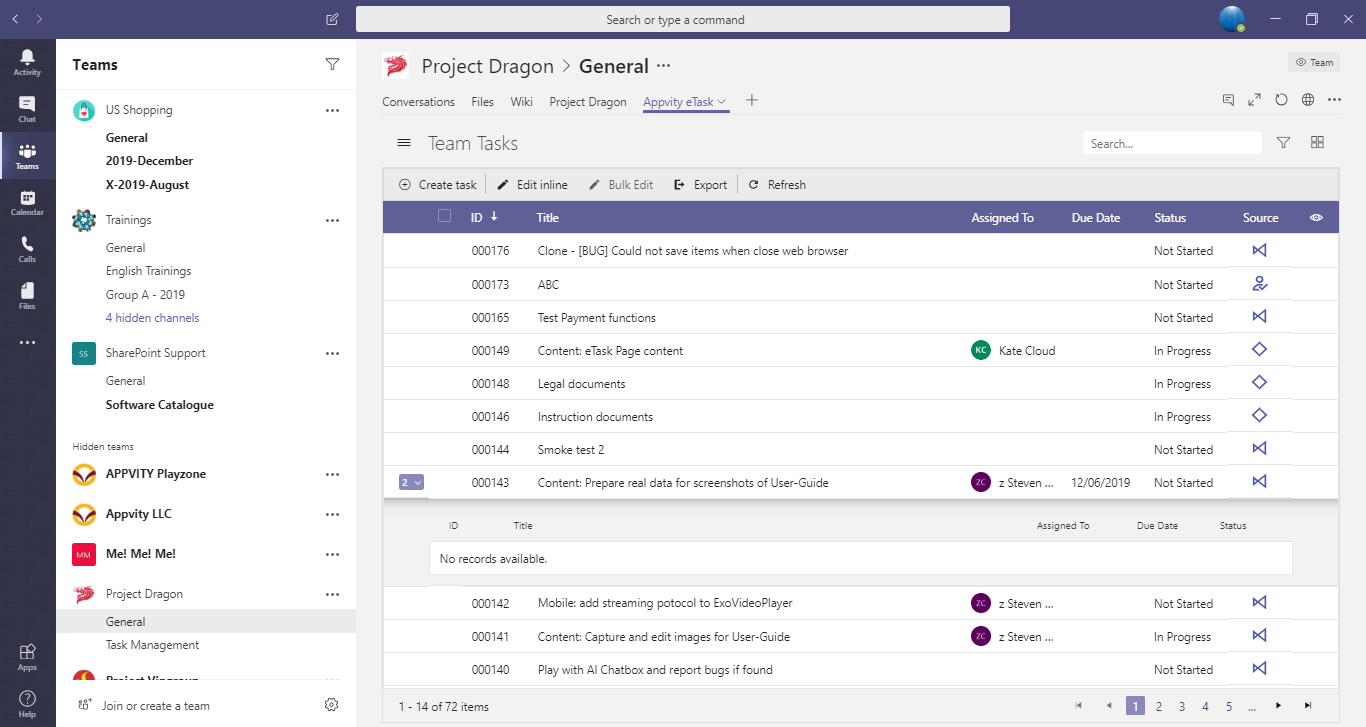 Search or type a command
Activity
Chat
Teams
Calendar
Calls
Files
Apps
Help
Teams
US Shopping
General
2019-December
X-2019-August
Trainings
General
English Trainings
Group A - 2019
4 hidden channels
SS SharePoint Support
General
Software Catalogue
Hidden teams
APPVITY Playzone
Appvity LLC
MM Me! Me! Me!
Project Dragon
General
Task Management
Project Vingroup
Join or create a team
Project Dragon > General ...
Team
Conversations Files Wiki Project Dragon Appvity eTask
Team Tasks
Search...
Create task Edit inline Bulk Edit Export Refresh
ID Title Assigned To Due Date Status Source
000176 Clone - [BUG] Could not save items when close web browser Not Started
000173 ABC Not Started
000165 Test Payment functions Not Started
000149 Content: eTask Page content KC Kate Cloud In Progress
000148 Legal documents In Progress
000146 Instruction documents In Progress
000144 Smoke test 2 Not Started
2 000143 Content: Prepare real data for screenshots of User-Guide ZC z Steven ... 12/06/2019 Not Started
ID Title Assigned To Due Date Status
No records available.
000142 Mobile: add streaming potocol to ExoVideoPlayer ZC z Steven ... Not Started
000141 Content: Capture and edit images for User-Guide ZC z Steven ... In Progress
000140 Play with AI Chatbox and report bugs if found Not Started
1 - 14 of 72 items
1 2 3 4 5 ...